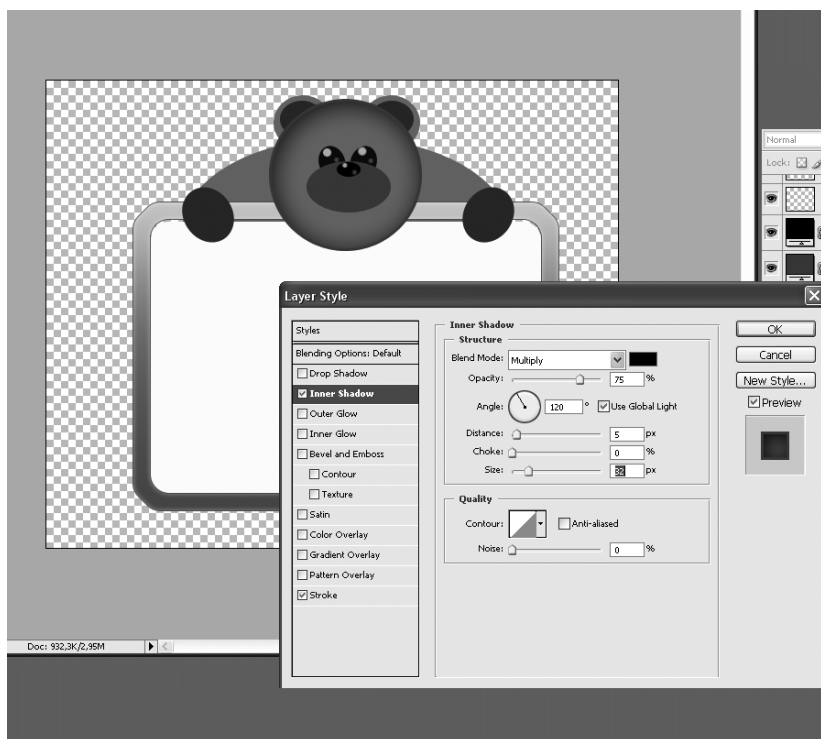 Normal
Lock:
Layer Style
Styles
Blending Options: Default
Drop Shadow
Inner Shadow
Outer Glow
Inner Glow
Bevel and Emboss
Contour
Texture
Satin
Color Overlay
Gradient Overlay
Pattern Overlay
Stroke
Inner Shadow
Structure
Blend Mode: Multiply
Opacity: 75 %
Angle: 120 ° Use Global Light
Distance: 5 px
Choke: 0 %
Size: 32 px
Quality
Contour: Anti-aliased
Noise: 0 %
OK
Cancel
New Style...
Preview
Doc: 932,3K/2,95M